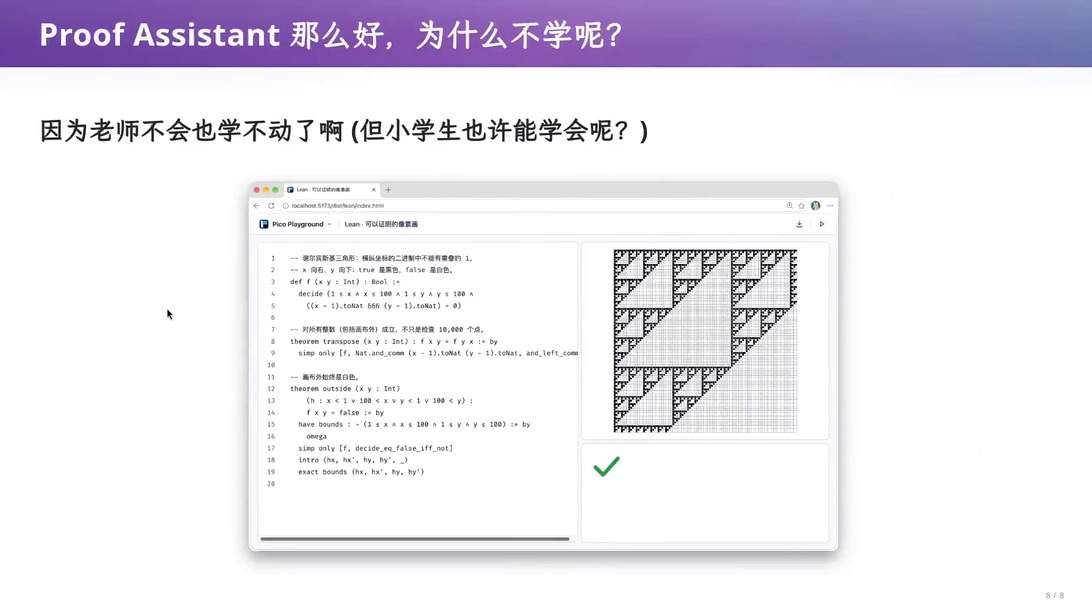 Proof Assistant 那么好，为什么不学呢？
因为老师不会也学不动了啊 (但小学生也许能学会呢？)
Lean - 可以证明的像素画
localhost:5173/dist/lean/index.html
Pico Playground
Lean - 可以证明的像素画
1 -- 谢尔宾斯基三角形：横纵坐标的二进制中不能有重叠的 1。
2 -- x 向右，y 向下；true 是黑色，false 是白色。
3 def f (x y : Int) : Bool :=
4 decide (1 ≤ x ∧ x ≤ 100 ∧ 1 ≤ y ∧ y ≤ 100 ∧
5 ((x - 1).toNat &&& (y - 1).toNat) = 0)
6
7 -- 对所有整数（包括画布外）成立，不只是检查 10,000 个点。
8 theorem transpose (x y : Int) : f x y = f y x := by
9 simp only [f, Nat.and_comm (x - 1).toNat (y - 1).toNat, and_left_comm
10
11 -- 画布外始终是白色。
12 theorem outside (x y : Int)
13 (h : x < 1 ∨ 100 < x ∨ y < 1 ∨ 100 < y) :
14 f x y = false := by
15 have bounds : ¬ (1 ≤ x ∧ x ≤ 100 ∧ 1 ≤ y ∧ y ≤ 100) := by
16 omega
17 simp only [f, decide_eq_false_iff_not]
18 intro ⟨hx, hx', hy, hy', _⟩
19 exact bounds ⟨hx, hx', hy, hy'⟩
20
8 / 8